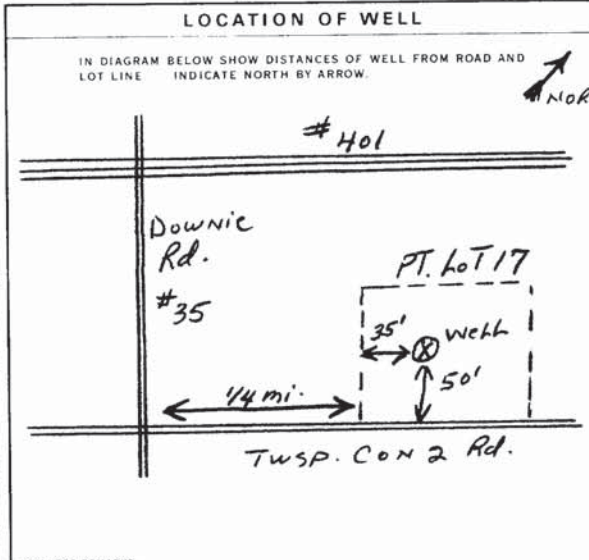 LOCATION OF WELL
IN DIAGRAM BELOW SHOW DISTANCES OF WELL FROM ROAD AND
LOT LINE INDICATE NORTH BY ARROW.
NOR
# 401
Downie
Rd.
#35
PT. LOT 17
35'
WELL
50'
1/4 mi.
TWSP. CON 2 Rd.